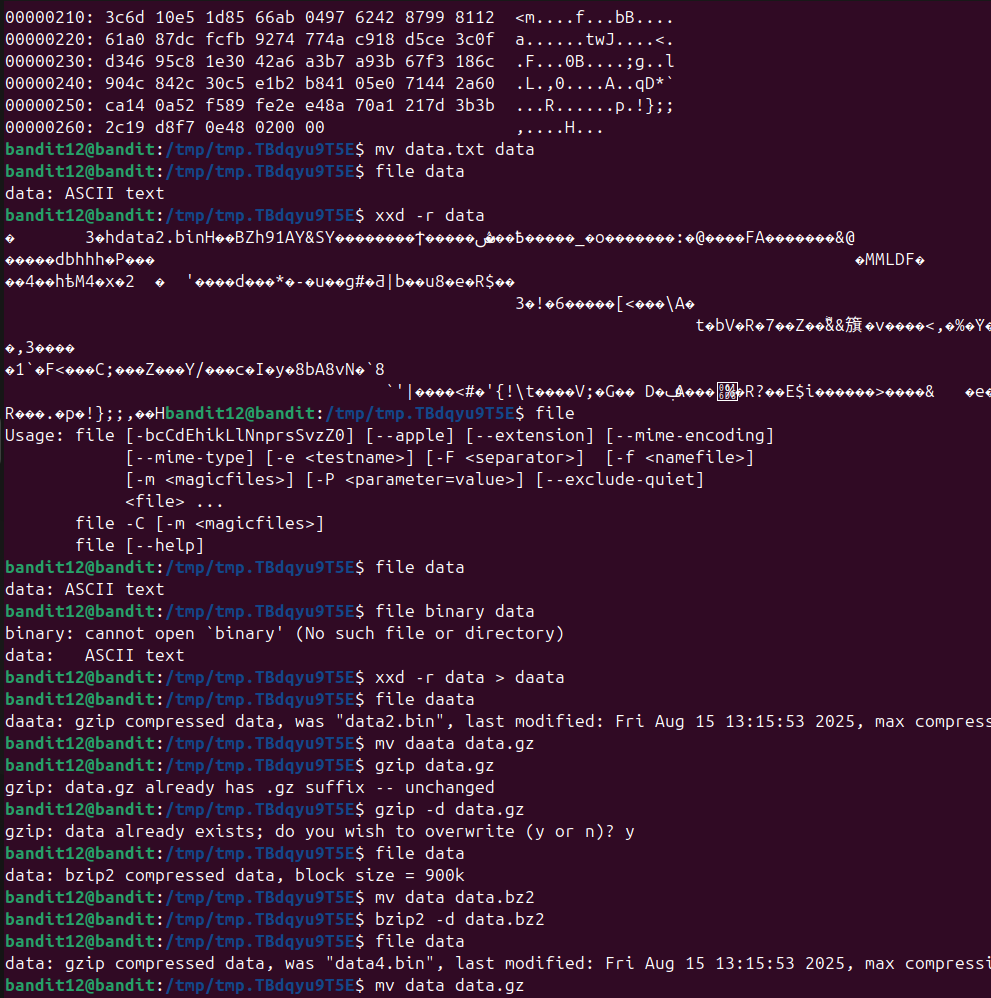 00000210: 3c6d 10e5 1d85 66ab 0497 6242 8799 8112  <m....f...bB....
00000220: 61a0 87dc fcfb 9274 774a c918 d5ce 3c0f  a......twJ....<.
00000230: d346 95c8 1e30 42a6 a3b7 a93b 67f3 186c  .F...0B....;g..l
00000240: 904c 842c 30c5 e1b2 b841 05e0 7144 2a60  .L.,0....A..qD*`
00000250: ca14 0a52 f589 fe2e e48a 70a1 217d 3b3b  ...R......p.!};;
00000260: 2c19 d8f7 0e48 0200 00                   ,....H...
bandit12@bandit:/tmp/tmp.TBdqyu9T5E$ mv data.txt data
bandit12@bandit:/tmp/tmp.TBdqyu9T5E$ file data
data: ASCII text
bandit12@bandit:/tmp/tmp.TBdqyu9T5E$ xxd -r data
3�hdata2.binH��BZh91AY&SY
�����dbhhh�P��� �MMLDF�
3�!�6�����[<���\A�
�,3����
�1`�F<���C;���Z���Y/���c�I�y�8bA8vN�`8
R���.�p�!};;,��Hbandit12@bandit:/tmp/tmp.TBdqyu9T5E$ file
Usage: file [-bcCdEhikLlNnprsSvzZ0] [--apple] [--extension] [--mime-encoding]
            [--mime-type] [-e <testname>] [-F <separator>]  [-f <namefile>]
            [-m <magicfiles>] [-P <parameter=value>] [--exclude-quiet]
            <file> ...
       file -C [-m <magicfiles>]
       file [--help]
bandit12@bandit:/tmp/tmp.TBdqyu9T5E$ file data
data: ASCII text
bandit12@bandit:/tmp/tmp.TBdqyu9T5E$ file binary data
binary: cannot open `binary' (No such file or directory)
data:   ASCII text
bandit12@bandit:/tmp/tmp.TBdqyu9T5E$ xxd -r data > daata
bandit12@bandit:/tmp/tmp.TBdqyu9T5E$ file daata
daata: gzip compressed data, was "data2.bin", last modified: Fri Aug 15 13:15:53 2025, max compress
bandit12@bandit:/tmp/tmp.TBdqyu9T5E$ mv daata data.gz
bandit12@bandit:/tmp/tmp.TBdqyu9T5E$ gzip data.gz
gzip: data.gz already has .gz suffix -- unchanged
bandit12@bandit:/tmp/tmp.TBdqyu9T5E$ gzip -d data.gz
gzip: data already exists; do you wish to overwrite (y or n)? y
bandit12@bandit:/tmp/tmp.TBdqyu9T5E$ file data
data: bzip2 compressed data, block size = 900k
bandit12@bandit:/tmp/tmp.TBdqyu9T5E$ mv data data.bz2
bandit12@bandit:/tmp/tmp.TBdqyu9T5E$ bzip2 -d data.bz2
bandit12@bandit:/tmp/tmp.TBdqyu9T5E$ file data
data: gzip compressed data, was "data4.bin", last modified: Fri Aug 15 13:15:53 2025, max compressi
bandit12@bandit:/tmp/tmp.TBdqyu9T5E$ mv data data.gz